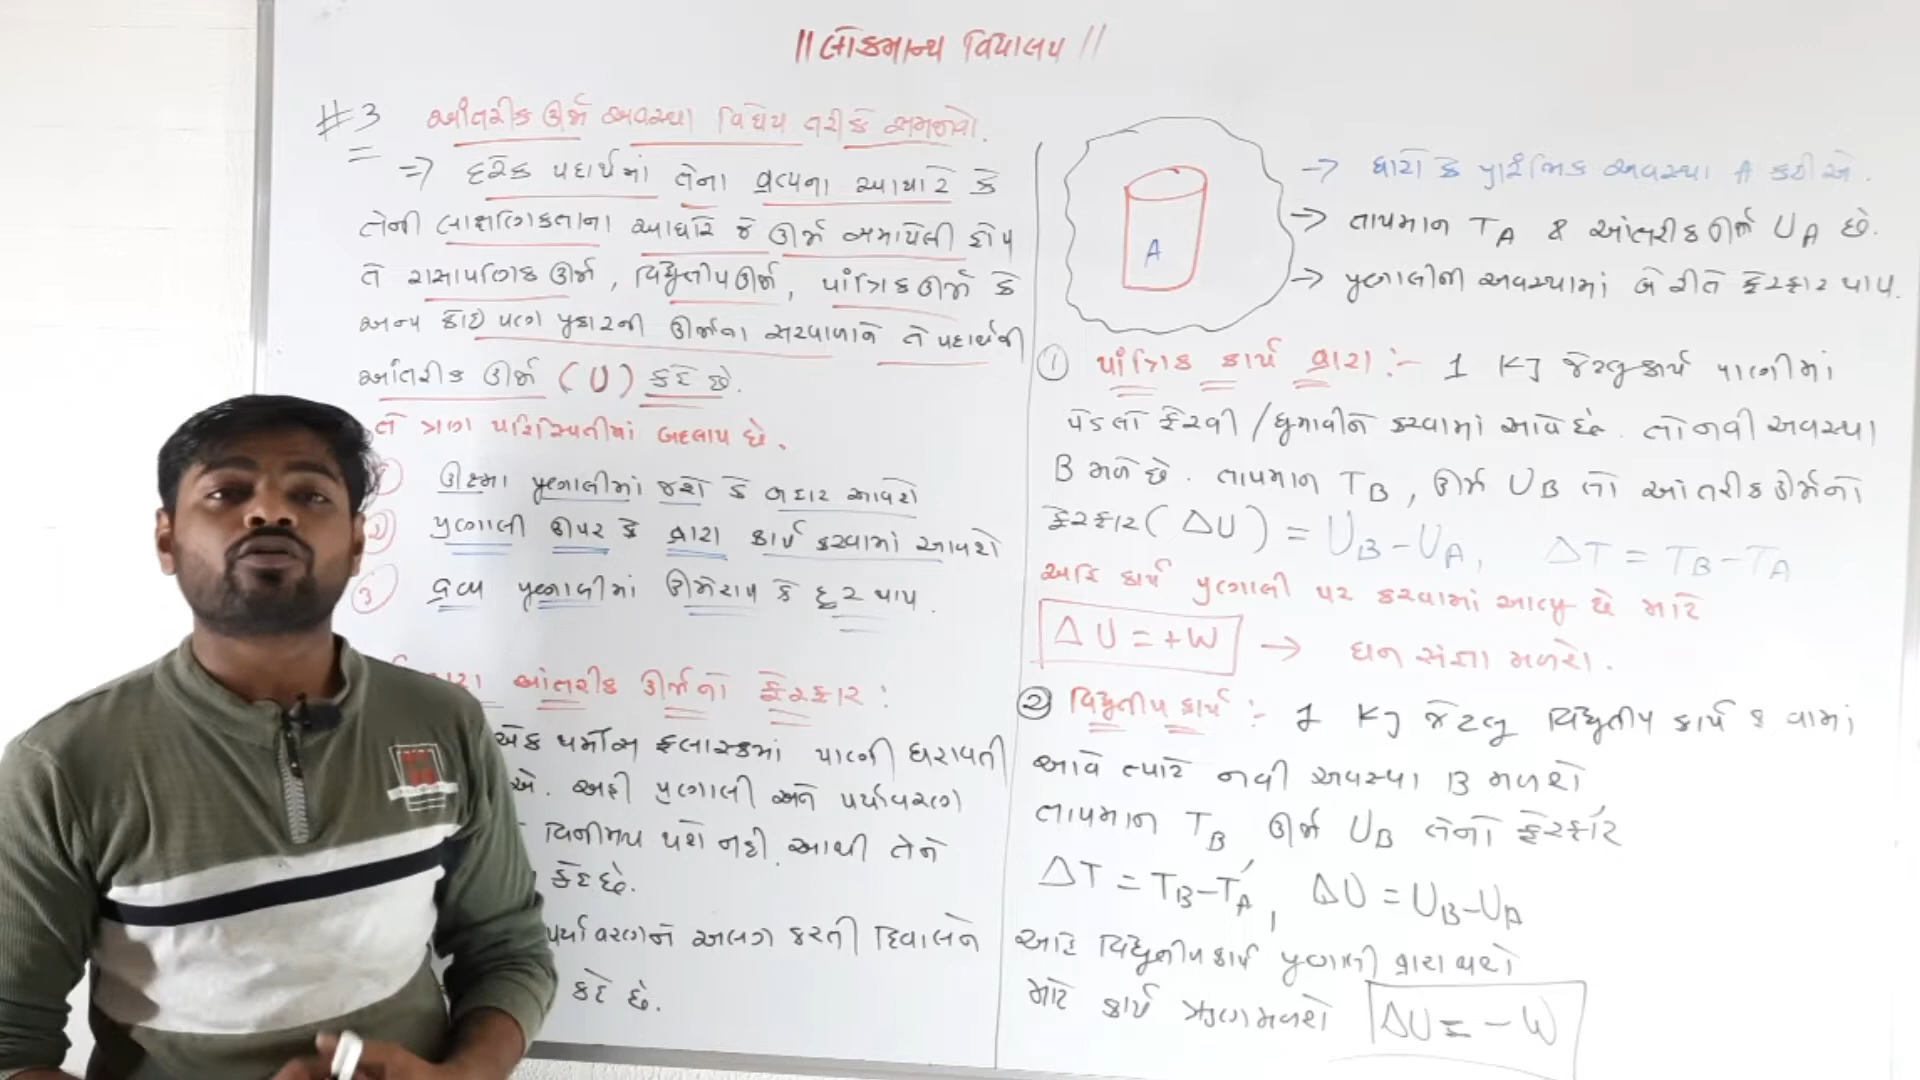 ||લોકમાન્ય વિદ્યાલય||
#3 આંતરીક ઊર્જા અવસ્થા વિધેય તરીકે સમજાવો.
=> દરેક પદાર્થમાં તેના દ્રવ્યના આધારે કે
તેની લાક્ષણિકતાના આધારે જે ઊર્જા સમાયેલી હોય
તે રાસાયણિક ઊર્જા, વિદ્યુતીય ઊર્જા, યાંત્રિક ઊર્જા કે
અન્ય કોઈ પણ પ્રકારની ઊર્જાના સરવાળાને તે પદાર્થની
આંતરીક ઊર્જા (U) કહે છે.
તે ત્રણ પરિસ્થિતીમાં બદલાય છે.
ઊષ્મા પ્રણાલીમાં જશે કે બહાર આવશે
2) પ્રણાલી ઉપર કે દ્વારા કાર્ય કરવામાં આવશે
3) દ્રવ્ય પ્રણાલીમાં ઊમેરાય કે દૂર થાય.
આંતરીક ઊર્જાનો ફેરફાર :
એક થર્મોસ ફ્લાસ્કમાં પાણી ધરાવતી
એ. અહી પ્રણાલી અને પર્યાવરણ
વિનીમય થશે નહી. આથી તેને
કહે છે.
પર્યાવરણને અલગ કરતી દિવાલને
કહે છે.
A
-> ધારો કે પ્રારંભિક અવસ્થા A કહીએ.
-> તાપમાન TA & આંતરીક ઊર્જા UA છે.
-> પ્રણાલીની અવસ્થામાં બે રીતે ફેરફાર થાય.
① યાંત્રિક કાર્ય દ્વારા :- 1 KJ જેટલુ કાર્ય પાણીમાં
પેડલો ફેરવી / ઘુમાવીને કરવામાં આવે છે. તો નવી અવસ્થા
B મળે છે. તાપમાન TB, ઊર્જા UB તો આંતરીક ઊર્જાનો
ફેરફાર (ΔU) = UB-UA, ΔT = TB-TA
અહિ કાર્ય પ્રણાલી પર કરવામાં આવ્યુ છે માટે
ΔU = +W -> ધન સંજ્ઞા મળશે.
② વિદ્યુતીય કાર્ય :- 1 KJ જેટલુ વિદ્યુતીય કાર્ય ક વામાં
આવે ત્યારે નવી અવસ્થા B મળશે
તાપમાન TB ઊર્જા UB તેનો ફેરફાર
ΔT = TB-TA, ΔU = UB-UA
અહિ વિદ્યુતીય કાર્ય પ્રણાલી દ્વારા થશે
માટે કાર્ય ઋણ મળશે ΔU = -W